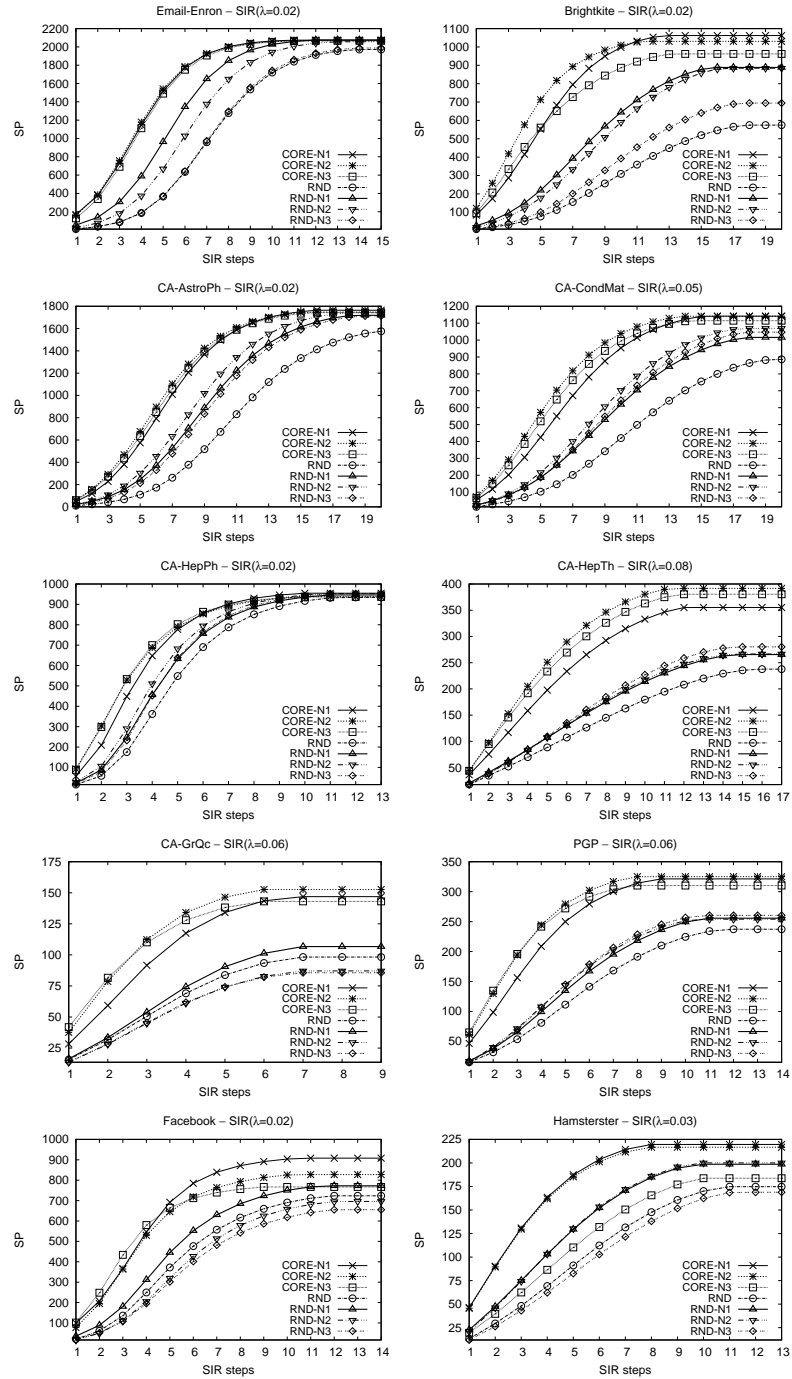 Email-Enron − SIR(λ=0.02)
2200
2000
1800
1600
1400
1200
1000
800
600
400
200
SP
CORE-N1
CORE-N2
CORE-N3
RND
RND-N1
RND-N2
RND-N3
1 2 3 4 5 6 7 8 9 10 11 12 13 14 15
SIR steps
Brightkite − SIR(λ=0.02)
1100
1000
900
800
700
600
500
400
300
200
100
SP
CORE-N1
CORE-N2
CORE-N3
RND
RND-N1
RND-N2
RND-N3
1 3 5 7 9 11 13 15 17 19
SIR steps
CA-AstroPh − SIR(λ=0.02)
1800
1600
1400
1200
1000
800
600
400
200
0
SP
CORE-N1
CORE-N2
CORE-N3
RND
RND-N1
RND-N2
RND-N3
1 3 5 7 9 11 13 15 17 19
SIR steps
CA-CondMat − SIR(λ=0.05)
1200
1100
1000
900
800
700
600
500
400
300
200
100
SP
CORE-N1
CORE-N2
CORE-N3
RND
RND-N1
RND-N2
RND-N3
1 3 5 7 9 11 13 15 17 19
SIR steps
CA-HepPh − SIR(λ=0.02)
1000
900
800
700
600
500
400
300
200
100
SP
CORE-N1
CORE-N2
CORE-N3
RND
RND-N1
RND-N2
RND-N3
1 2 3 4 5 6 7 8 9 10 11 12 13
SIR steps
CA-HepTh − SIR(λ=0.08)
400
350
300
250
200
150
100
50
SP
CORE-N1
CORE-N2
CORE-N3
RND
RND-N1
RND-N2
RND-N3
1 2 3 4 5 6 7 8 9 10 11 12 13 14 15 16 17
SIR steps
CA-GrQc − SIR(λ=0.06)
175
150
125
100
75
50
25
SP
CORE-N1
CORE-N2
CORE-N3
RND
RND-N1
RND-N2
RND-N3
1 2 3 4 5 6 7 8 9
SIR steps
PGP − SIR(λ=0.06)
350
300
250
200
150
100
50
SP
CORE-N1
CORE-N2
CORE-N3
RND
RND-N1
RND-N2
RND-N3
1 2 3 4 5 6 7 8 9 10 11 12 13 14
SIR steps
Facebook − SIR(λ=0.02)
1000
900
800
700
600
500
400
300
200
100
SP
CORE-N1
CORE-N2
CORE-N3
RND
RND-N1
RND-N2
RND-N3
1 2 3 4 5 6 7 8 9 10 11 12 13 14
SIR steps
Hamsterster − SIR(λ=0.03)
225
200
175
150
125
100
75
50
25
SP
CORE-N1
CORE-N2
CORE-N3
RND
RND-N1
RND-N2
RND-N3
1 2 3 4 5 6 7 8 9 10 11 12 13 14
SIR steps